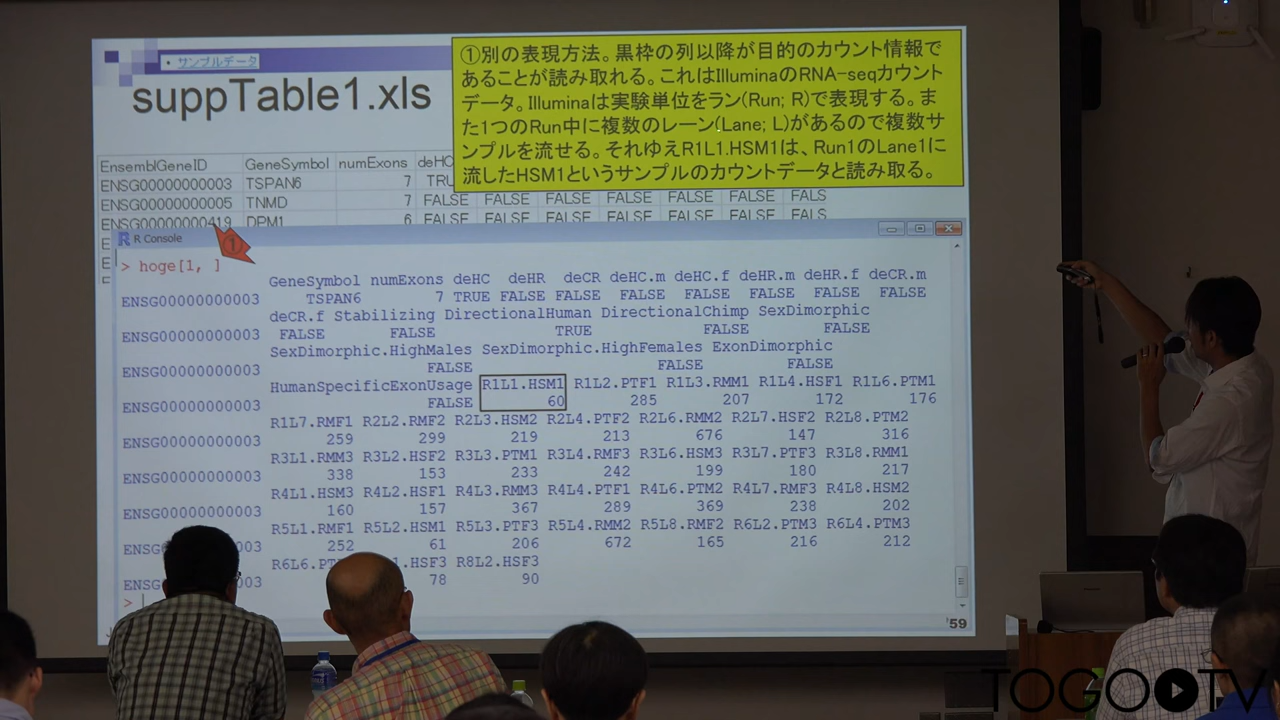 • サンプルデータ
suppTable1.xls
①別の表現方法。黒枠の列以降が目的のカウント情報で
あることが読み取れる。これはIlluminaのRNA-seqカウント
データ。Illuminaは実験単位をラン(Run; R)で表現する。ま
た1つのRun中に複数のレーン(Lane; L)があるので複数サ
ンプルを流せる。それゆえR1L1.HSM1は、Run1のLane1に
流したHSM1というサンプルのカウントデータと読み取る。
EnsemblGeneID GeneSymbol numExons deHC
ENSG00000000003 TSPAN6 7 TRU
ENSG00000000005 TNMD 7 FALSE FALSE FALSE FALSE FALSE FALSE FALS
ENSG00000000419 DPM1 6 FALSE FALSE FALSE FALSE FALSE FALSE FALS
①
R Console
> hoge[1, ]
GeneSymbol numExons deHC deHR deCR deHC.m deHC.f deHR.m deHR.f deCR.m
ENSG00000000003 TSPAN6 7 TRUE FALSE FALSE FALSE FALSE FALSE FALSE FALSE
deCR.f Stabilizing DirectionalHuman DirectionalChimp SexDimorphic
ENSG00000000003 FALSE FALSE TRUE FALSE FALSE
SexDimorphic.HighMales SexDimorphic.HighFemales ExonDimorphic
ENSG00000000003 FALSE FALSE FALSE
HumanSpecificExonUsage R1L1.HSM1 R1L2.PTF1 R1L3.RMM1 R1L4.HSF1 R1L6.PTM1
ENSG00000000003 FALSE 60 285 207 172 176
R1L7.RMF1 R2L2.RMF2 R2L3.HSM2 R2L4.PTF2 R2L6.RMM2 R2L7.HSF2 R2L8.PTM2
ENSG00000000003 259 299 219 213 676 147 316
R3L1.RMM3 R3L2.HSF2 R3L3.PTM1 R3L4.RMF3 R3L6.HSM3 R3L7.PTF3 R3L8.RMM1
ENSG00000000003 338 153 233 242 199 180 217
R4L1.HSM3 R4L2.HSF1 R4L3.RMM3 R4L4.PTF1 R4L6.PTM2 R4L7.RMF3 R4L8.HSM2
ENSG00000000003 160 157 367 289 369 238 202
R5L1.RMF1 R5L2.HSM1 R5L3.PTF3 R5L4.RMM2 R5L8.RMF2 R6L2.PTM3 R6L4.PTM3
ENSG 003 252 61 206 672 165 216 212
R6L6.PT 1.HSF3 R8L2.HSF3
ENSG 003 78 90
>
59
TOGO TV